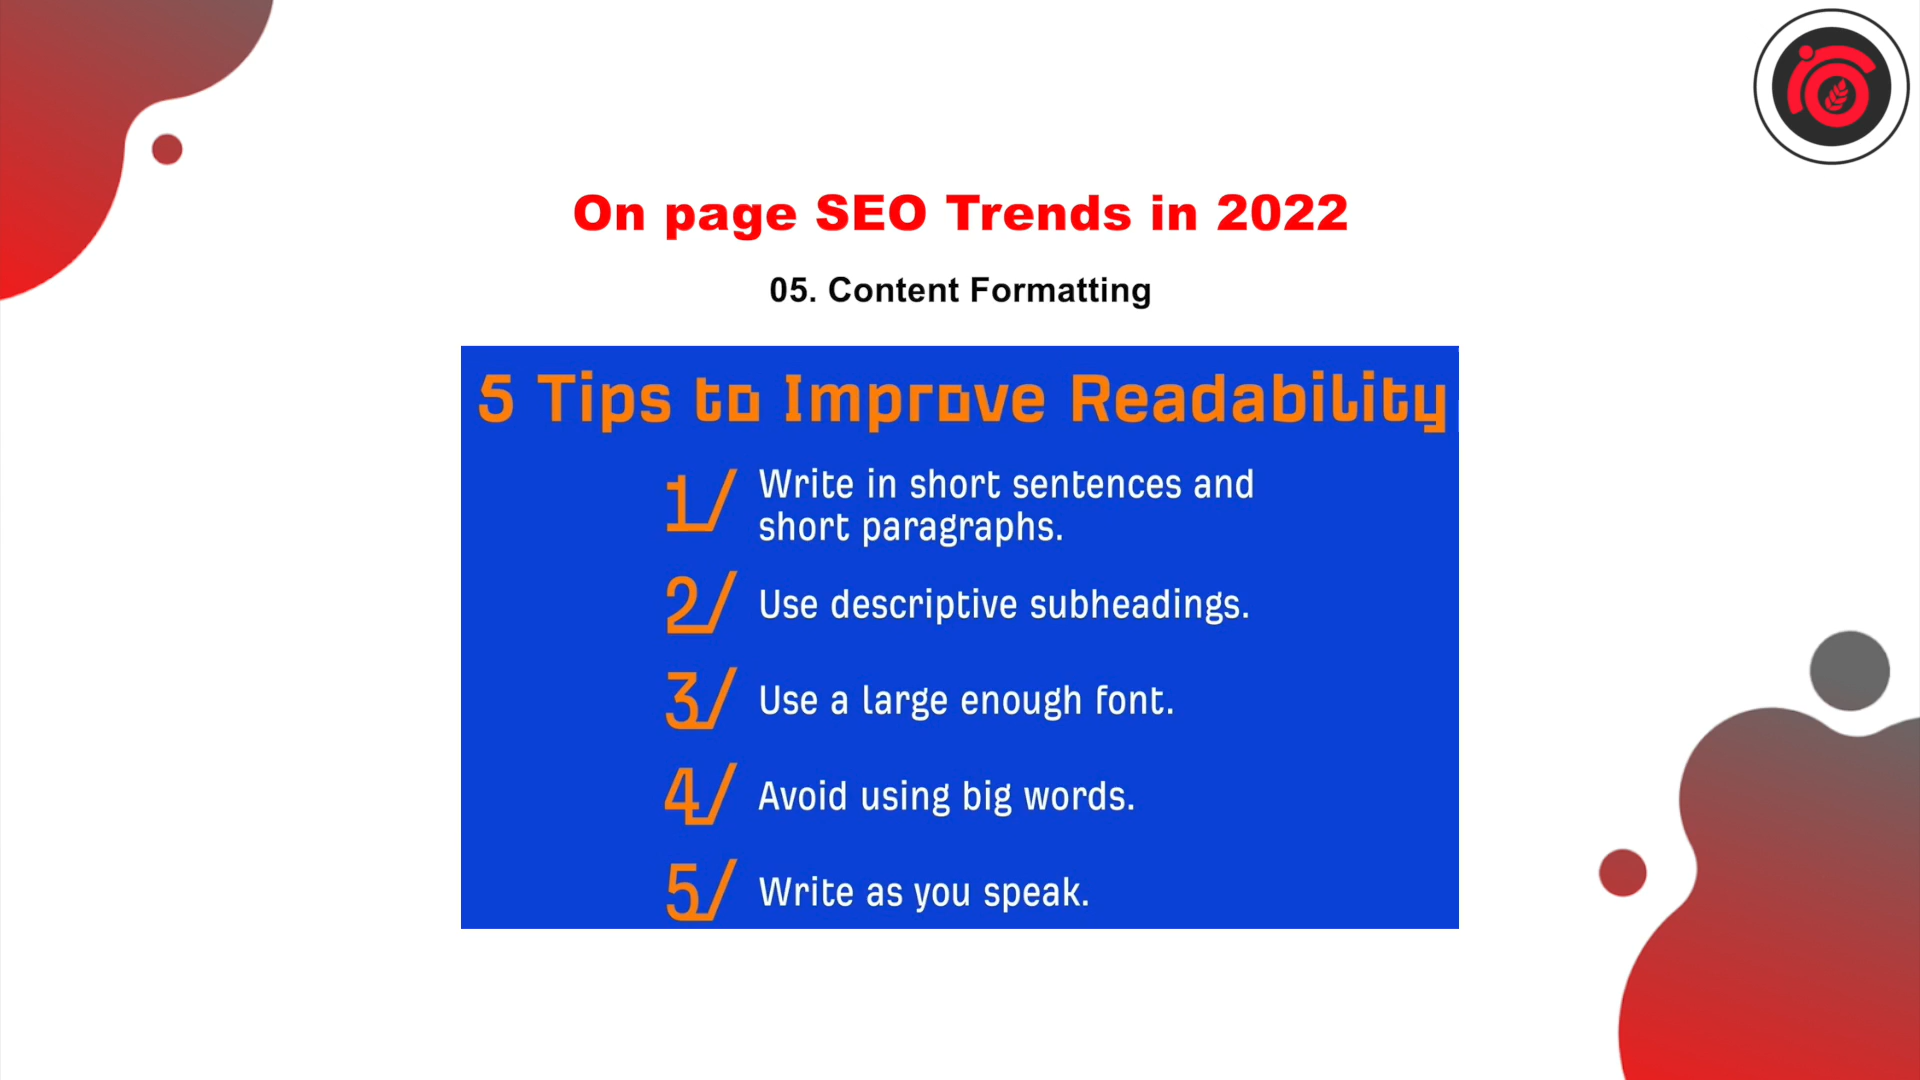 On page SEO Trends in 2022
05. Content Formatting
5 Tips to Improve Readability
1/ Write in short sentences and
short paragraphs.
2/ Use descriptive subheadings.
3/ Use a large enough font.
4/ Avoid using big words.
5/ Write as you speak.